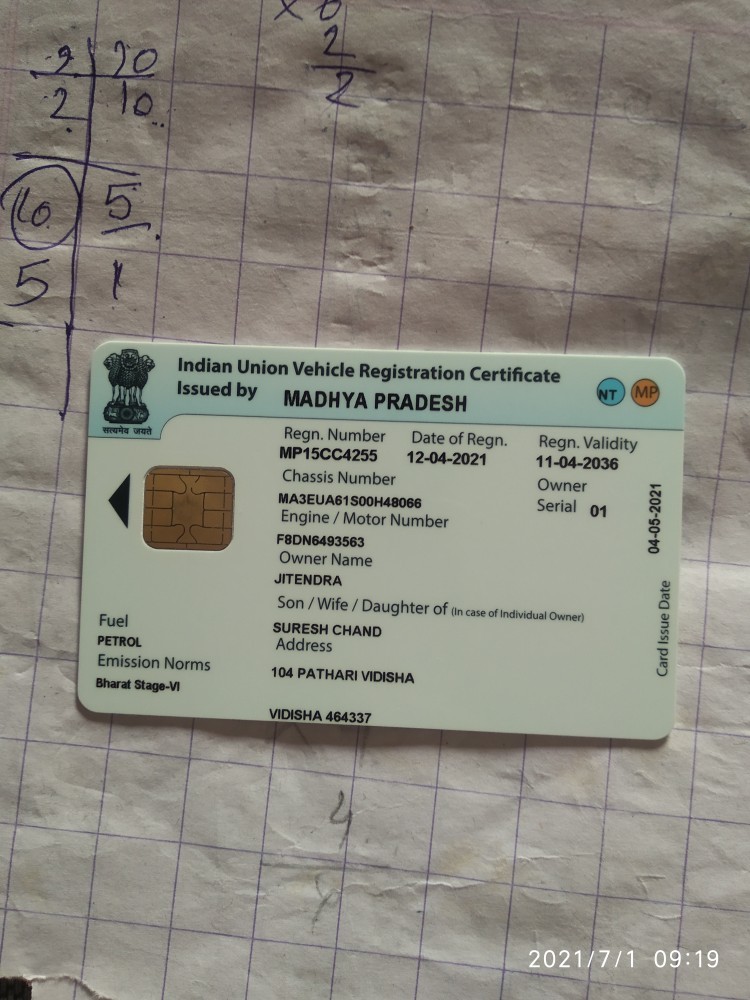 × 6
2
2
2 20
2 10
10 5
5 1
Indian Union Vehicle Registration Certificate
Issued by MADHYA PRADESH
NT MP
सत्यमेव जयते
Regn. Number Date of Regn. Regn. Validity
MP15CC4255 12-04-2021 11-04-2036
Chassis Number Owner
MA3EUA61S00H48066 Serial 01
Engine / Motor Number
F8DN6493563
Owner Name
JITENDRA
Son / Wife / Daughter of (In case of Individual Owner)
SURESH CHAND
Address
104 PATHARI VIDISHA
VIDISHA 464337
Fuel
PETROL
Emission Norms
Bharat Stage-VI
Card Issue Date 04-05-2021
4
2021/7/1 09:19